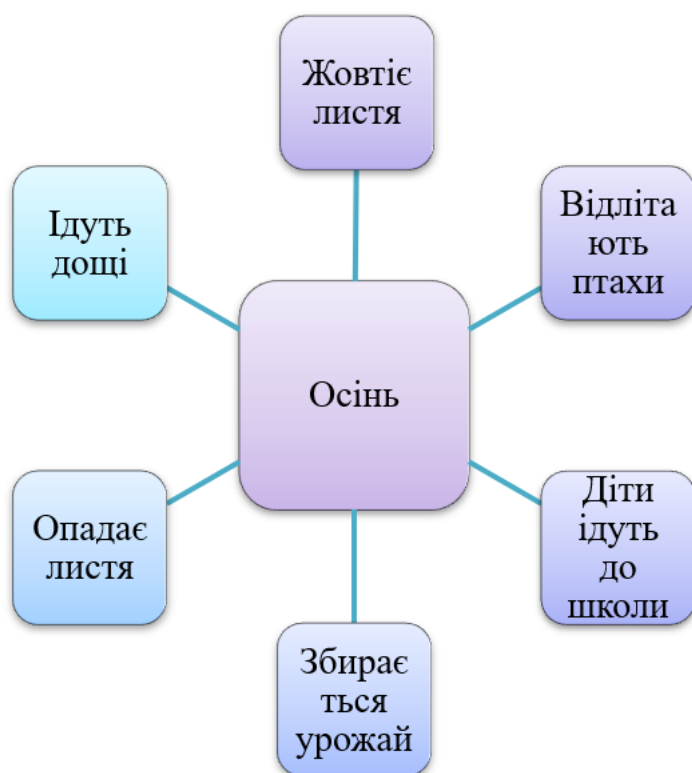 Жовтіє
листя
Відліта
ють
птахи
Діти
ідуть
до
школи
Збирає
ться
урожай
Опадає
листя
Ідуть
дощі
Осінь